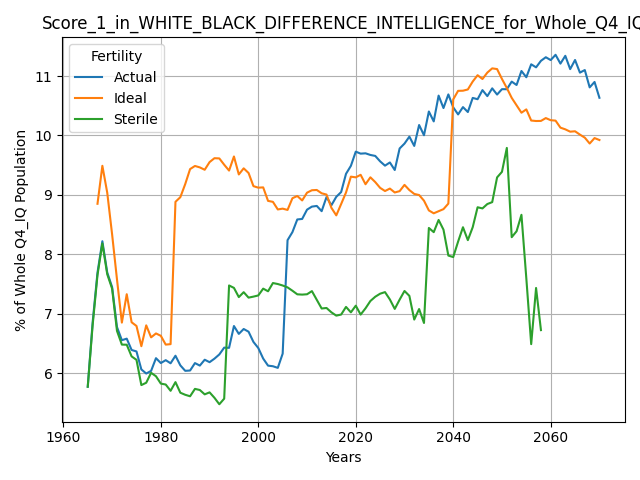 Score_1_in_WHITE_BLACK_DIFFERENCE_INTELLIGENCE_for_Whole_Q4_IQ
Fertility
Actual
Ideal
Sterile
% of Whole Q4_IQ Population
11
10
9
8
7
6
1960
1980
2000
2020
2040
2060
Years